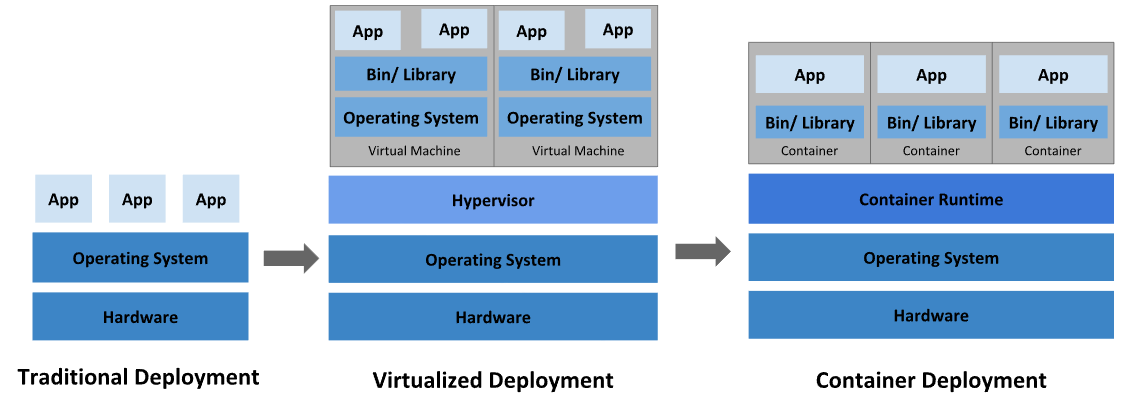 App App App
Operating System
Hardware
Traditional Deployment
App App App App
Bin/ Library Bin/ Library
Operating System Operating System
Virtual Machine Virtual Machine
Hypervisor
Operating System
Hardware
Virtualized Deployment
App App App
Bin/ Library Bin/ Library Bin/ Library
Container Container Container
Container Runtime
Operating System
Hardware
Container Deployment